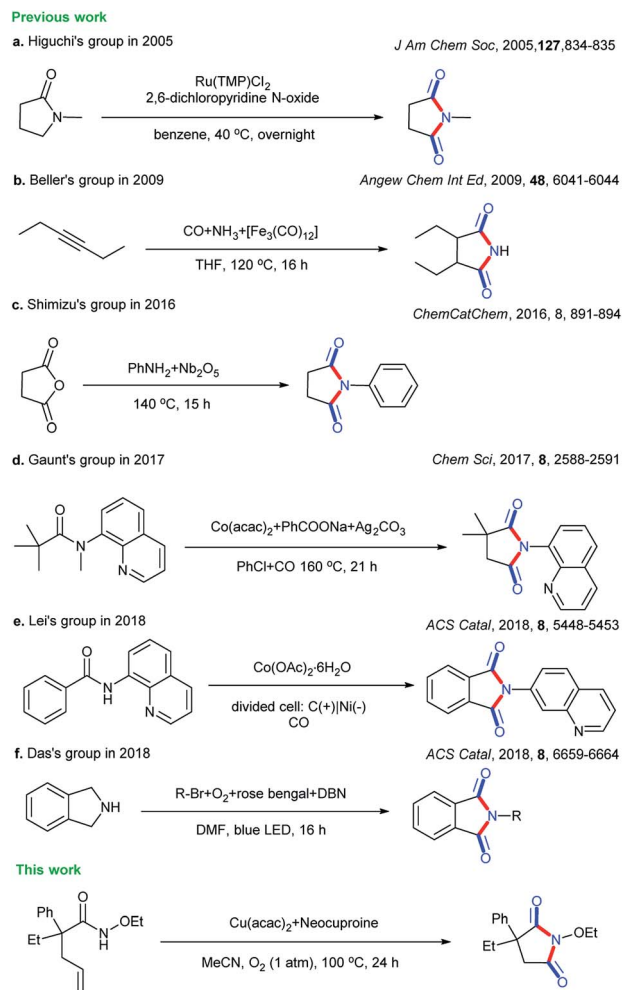 Previous work
a. Higuchi's group in 2005
J Am Chem Soc, 2005,127,834-835
O
N
Ru(TMP)Cl2
2,6-dichloropyridine N-oxide
benzene, 40 ºC, overnight
O
N
O
b. Beller's group in 2009
Angew Chem Int Ed, 2009, 48, 6041-6044
CO+NH3+[Fe3(CO)12]
THF, 120 ºC, 16 h
O
NH
O
c. Shimizu's group in 2016
ChemCatChem, 2016, 8, 891-894
O
O
O
PhNH2+Nb2O5
140 ºC, 15 h
O
N
O
d. Gaunt's group in 2017
Chem Sci, 2017, 8, 2588-2591
O
N
N
Co(acac)2+PhCOONa+Ag2CO3
PhCl+CO 160 ºC, 21 h
O
N
O
N
e. Lei's group in 2018
ACS Catal, 2018, 8, 5448-5453
O
N
H
N
Co(OAc)2·6H2O
divided cell: C(+)|Ni(-)
CO
O
N
O
N
f. Das's group in 2018
ACS Catal, 2018, 8, 6659-6664
NH
R-Br+O2+rose bengal+DBN
DMF, blue LED, 16 h
O
N-R
O
This work
Ph
O
Et
N
H
OEt
Cu(acac)2+Neocuproine
MeCN, O2 (1 atm), 100 ºC, 24 h
Ph
O
Et
N-OEt
O